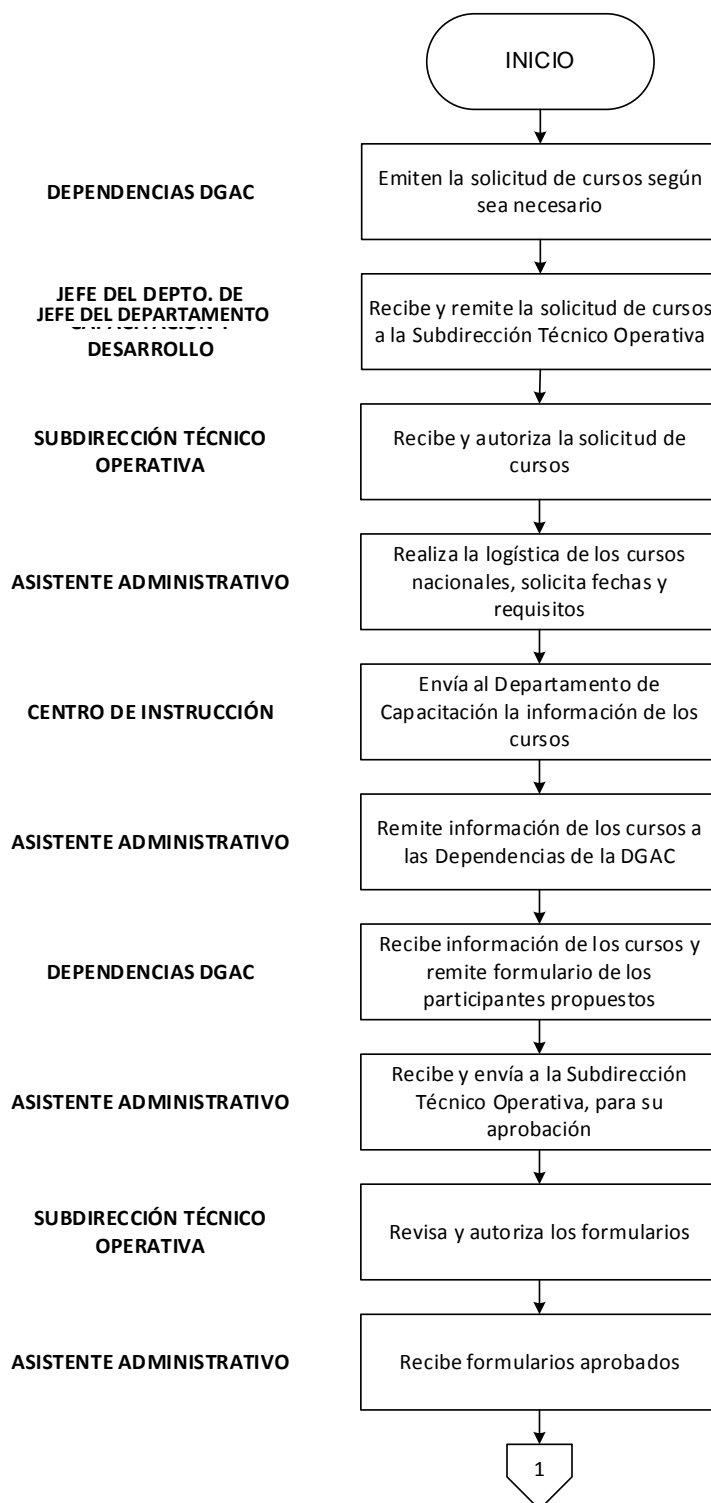 INICIO
DEPENDENCIAS DGAC
Emiten la solicitud de cursos según
sea necesario
JEFE DEL DEPTO. DE
JEFE DEL DEPARTAMENTO
DESARROLLO
Recibe y remite la solicitud de cursos
a la Subdirección Técnico Operativa
SUBDIRECCIÓN TÉCNICO
OPERATIVA
Recibe y autoriza la solicitud de
cursos
ASISTENTE ADMINISTRATIVO
Realiza la logística de los cursos
nacionales, solicita fechas y
requisitos
CENTRO DE INSTRUCCIÓN
Envía al Departamento de
Capacitación la información de los
cursos
ASISTENTE ADMINISTRATIVO
Remite información de los cursos a
las Dependencias de la DGAC
DEPENDENCIAS DGAC
Recibe información de los cursos y
remite formulario de los
participantes propuestos
ASISTENTE ADMINISTRATIVO
Recibe y envía a la Subdirección
Técnico Operativa, para su
aprobación
SUBDIRECCIÓN TÉCNICO
OPERATIVA
Revisa y autoriza los formularios
ASISTENTE ADMINISTRATIVO
Recibe formularios aprobados
1